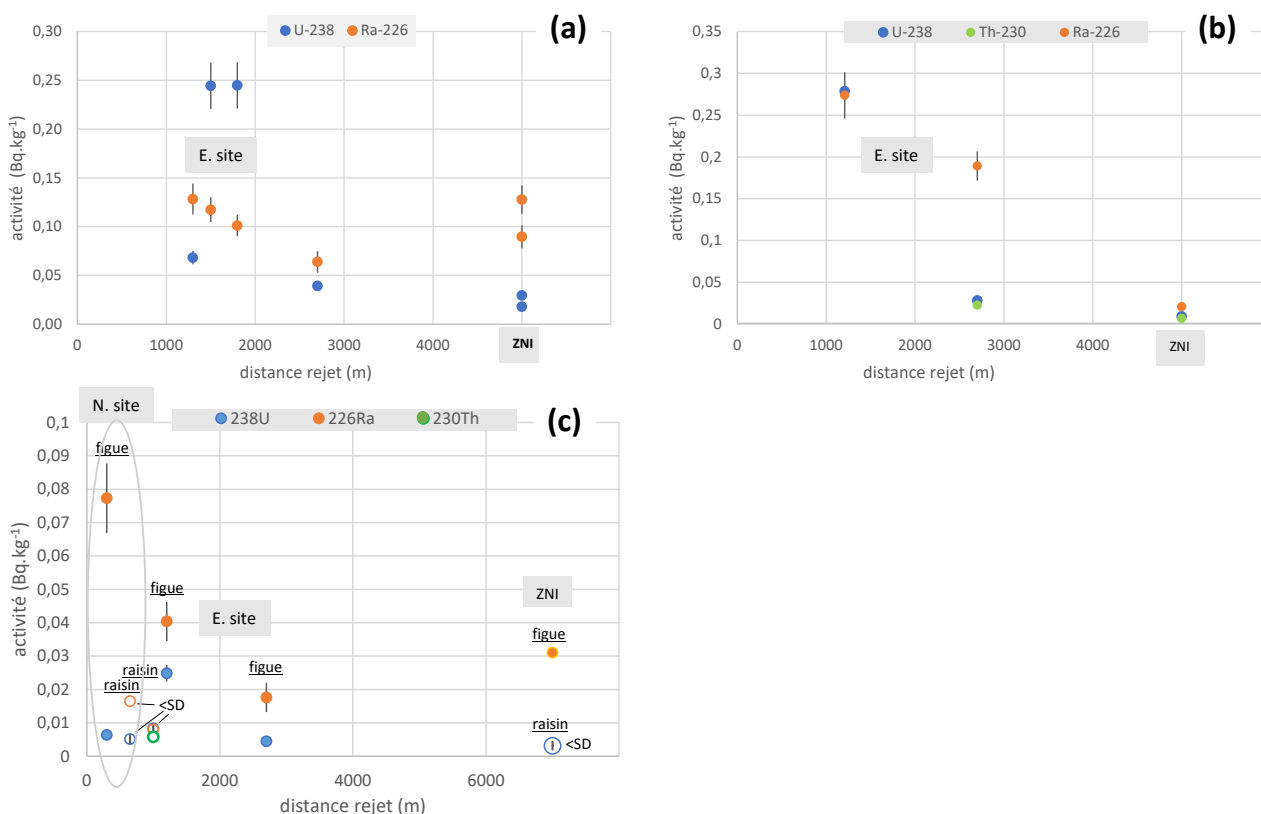 (a)
U-238 Ra-226
0,30
0,25
0,20
0,15
0,10
0,05
0,00
activité (Bq.kg⁻¹)
E. site
0 1000 2000 3000 4000 ZNI
distance rejet (m)
(b)
U-238 Th-230 Ra-226
0,35
0,3
0,25
0,2
0,15
0,1
0,05
0
activité (Bq.kg⁻¹)
E. site
0 1000 2000 3000 4000 ZNI
distance rejet (m)
N. site
(c)
238U 226Ra 230Th
0,1
0,09
0,08
0,07
0,06
0,05
0,04
0,03
0,02
0,01
0
activité (Bq.kg⁻¹)
figue
figue
E. site
ZNI
figue
figue
raisin
raisin
<SD
raisin
<SD
0 2000 4000 6000
distance rejet (m)